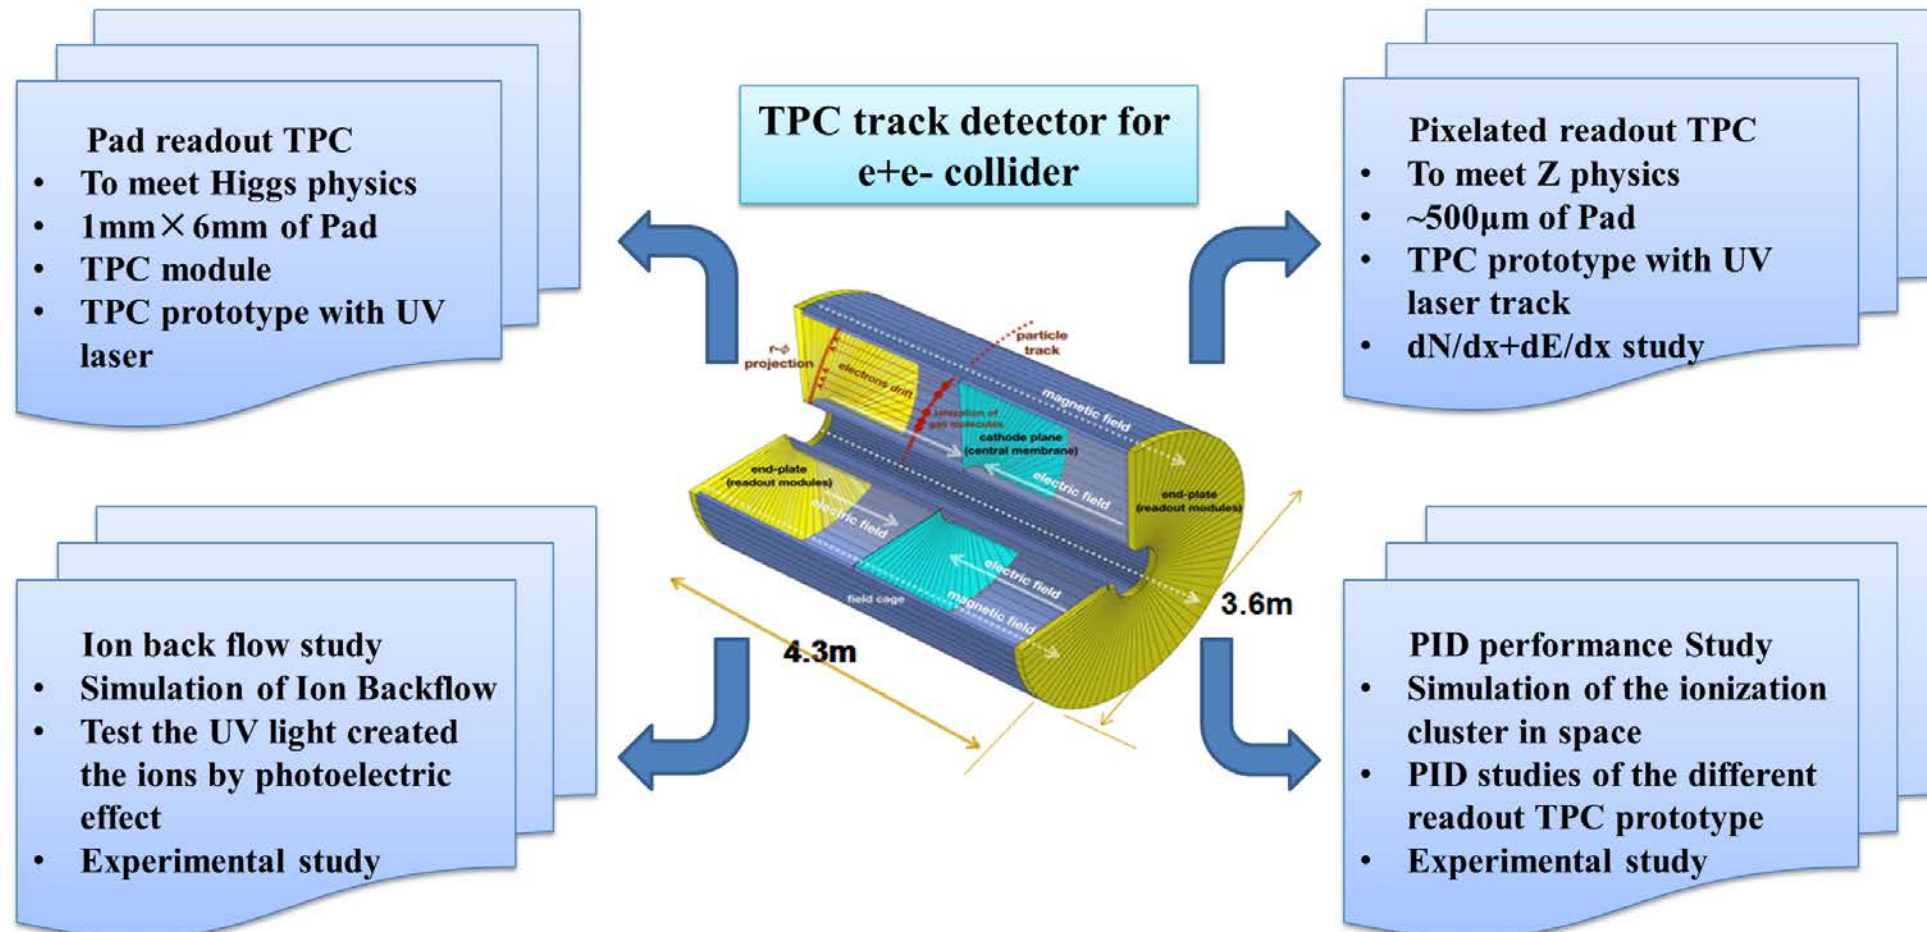 TPC track detector for
e+e- collider
Pad readout TPC
• To meet Higgs physics
• 1mm×6mm of Pad
• TPC module
• TPC prototype with UV
laser
Pixelated readout TPC
• To meet Z physics
• ~500μm of Pad
• TPC prototype with UV
laser track
• dN/dx+dE/dx study
r-ϕ
projection
electrons drift
particle
track
ionization of
gas molecules
magnetic field
cathode plane
(central membrane)
electric field
end-plate
(readout modules)
electric field
end-plate
(readout modules)
electric field
magnetic field
field cage
3.6m
4.3m
Ion back flow study
• Simulation of Ion Backflow
• Test the UV light created
the ions by photoelectric
effect
• Experimental study
PID performance Study
• Simulation of the ionization
cluster in space
• PID studies of the different
readout TPC prototype
• Experimental study